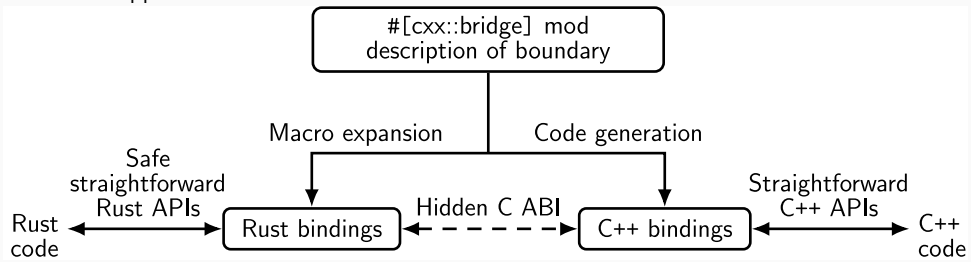 #[cxx::bridge] mod
description of boundary
Macro expansion
Code generation
Safe
straightforward
Rust APIs
Straightforward
C++ APIs
Rust
code
Rust bindings
Hidden C ABI
C++ bindings
C++
code